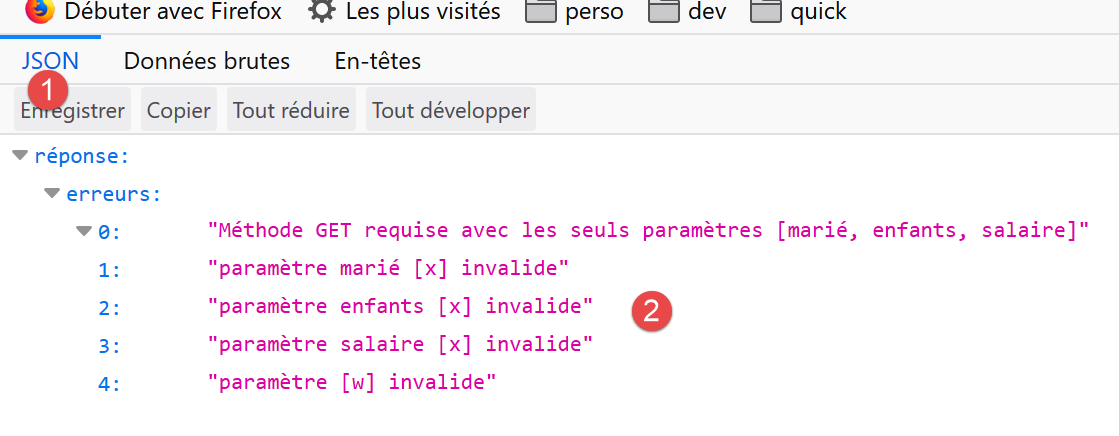 Débuter avec Firefox Les plus visités perso dev quick
JSON Données brutes En-têtes
1
Enregistrer Copier Tout réduire Tout développer
réponse:
erreurs:
0: "Méthode GET requise avec les seuls paramètres [marié, enfants, salaire]"
1: "paramètre marié [x] invalide"
2: "paramètre enfants [x] invalide"
2
3: "paramètre salaire [x] invalide"
4: "paramètre [w] invalide"